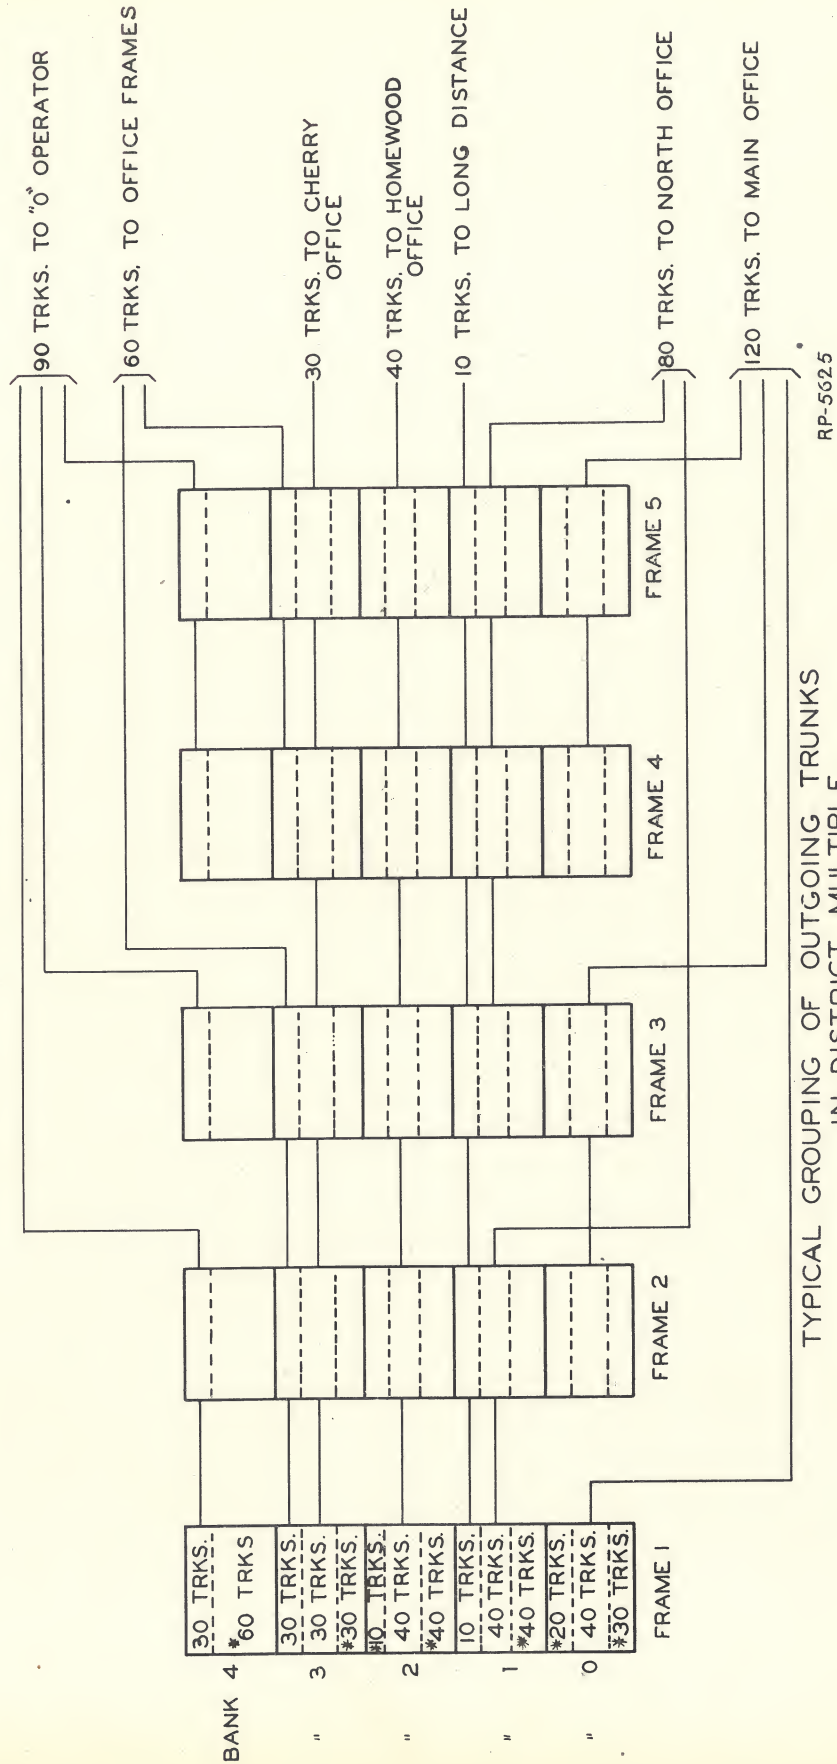 90 TRKS. TO "O" OPERATOR
60 TRKS. TO OFFICE FRAMES
30 TRKS. TO CHERRY
OFFICE
40 TRKS. TO HOMEWOOD
OFFICE
10 TRKS. TO LONG DISTANCE
80 TRKS. TO NORTH OFFICE
120 TRKS. TO MAIN OFFICE
BANK 4
30 TRKS.
*60 TRKS
" 3
30 TRKS.
30 TRKS.
*30 TRKS.
" 2
*10 TRKS.
40 TRKS.
*40 TRKS.
" 1
10 TRKS.
40 TRKS.
*40 TRKS.
" 0
*20 TRKS.
40 TRKS.
*30 TRKS.
FRAME 1
FRAME 2
FRAME 3
FRAME 4
FRAME 5
RP-5625
TYPICAL GROUPING OF OUTGOING TRUNKS
IN DISTRICT MULTIPLE